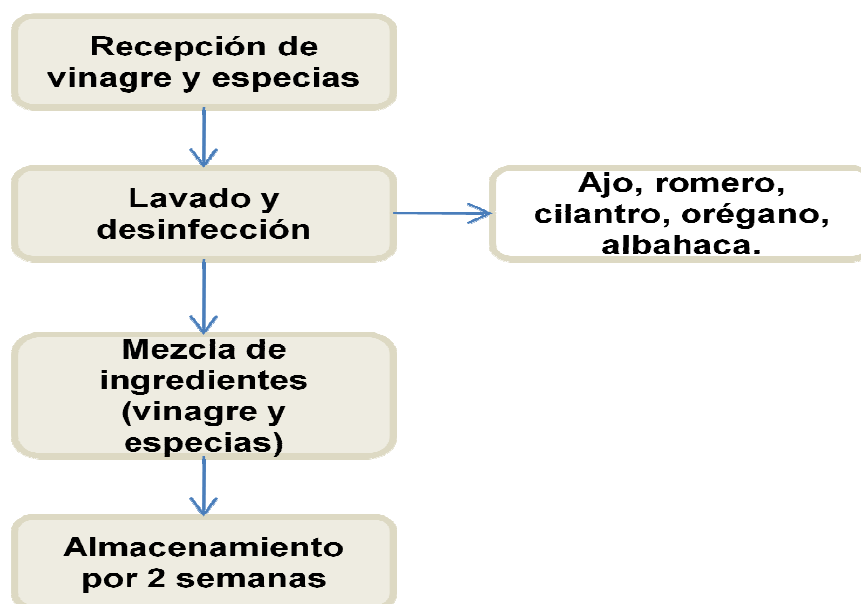 Recepción de
vinagre y especias
Lavado y
desinfección
Ajo, romero,
cilantro, orégano,
albahaca.
Mezcla de
ingredientes
(vinagre y
especias)
Almacenamiento
por 2 semanas